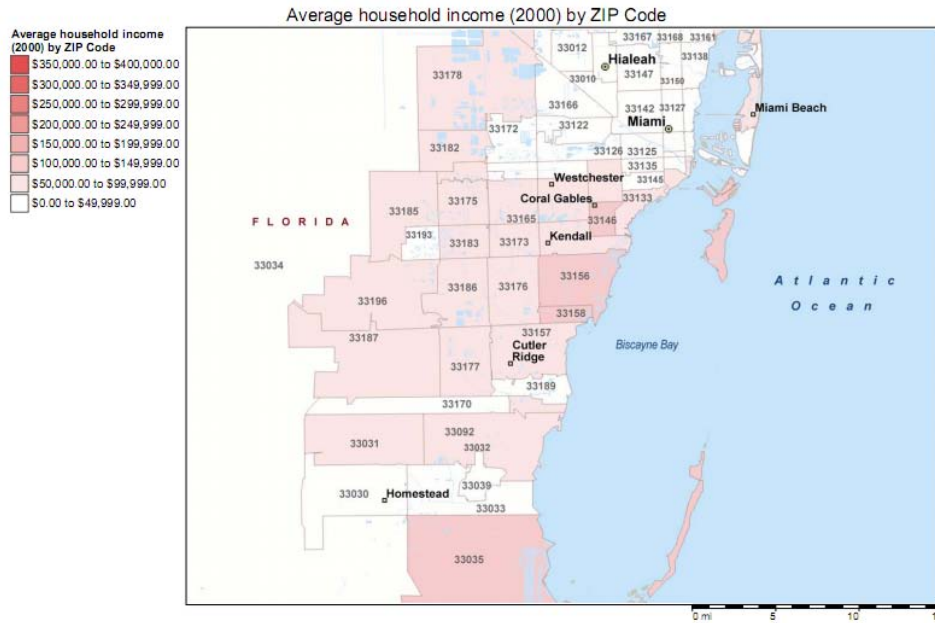 Average household income (2000) by ZIP Code
Average household income
(2000) by ZIP Code
$350,000.00 to $400,000.00
$300,000.00 to $349,999.00
$250,000.00 to $299,999.00
$200,000.00 to $249,999.00
$150,000.00 to $199,999.00
$100,000.00 to $149,999.00
$50,000.00 to $99,999.00
$0.00 to $49,999.00
33167 33168 33161
33012
33138
Hialeah
33178
33010 33147
33150
33166
33142 33127
Miami Beach
33122
Miami
33172
33182
33126 33125
33135
Westchester
33145
33175
Coral Gables
33133
33185
33165
33146
FLORIDA
33193
33183
33173
Kendall
33034
33156
Atlantic
Ocean
33186
33176
33196
33158
33157
33187
Cutler
Ridge
Biscayne Bay
33177
33189
33170
33092
33031
33032
33039
33030
Homestead
33033
33035
0 mi 5 10